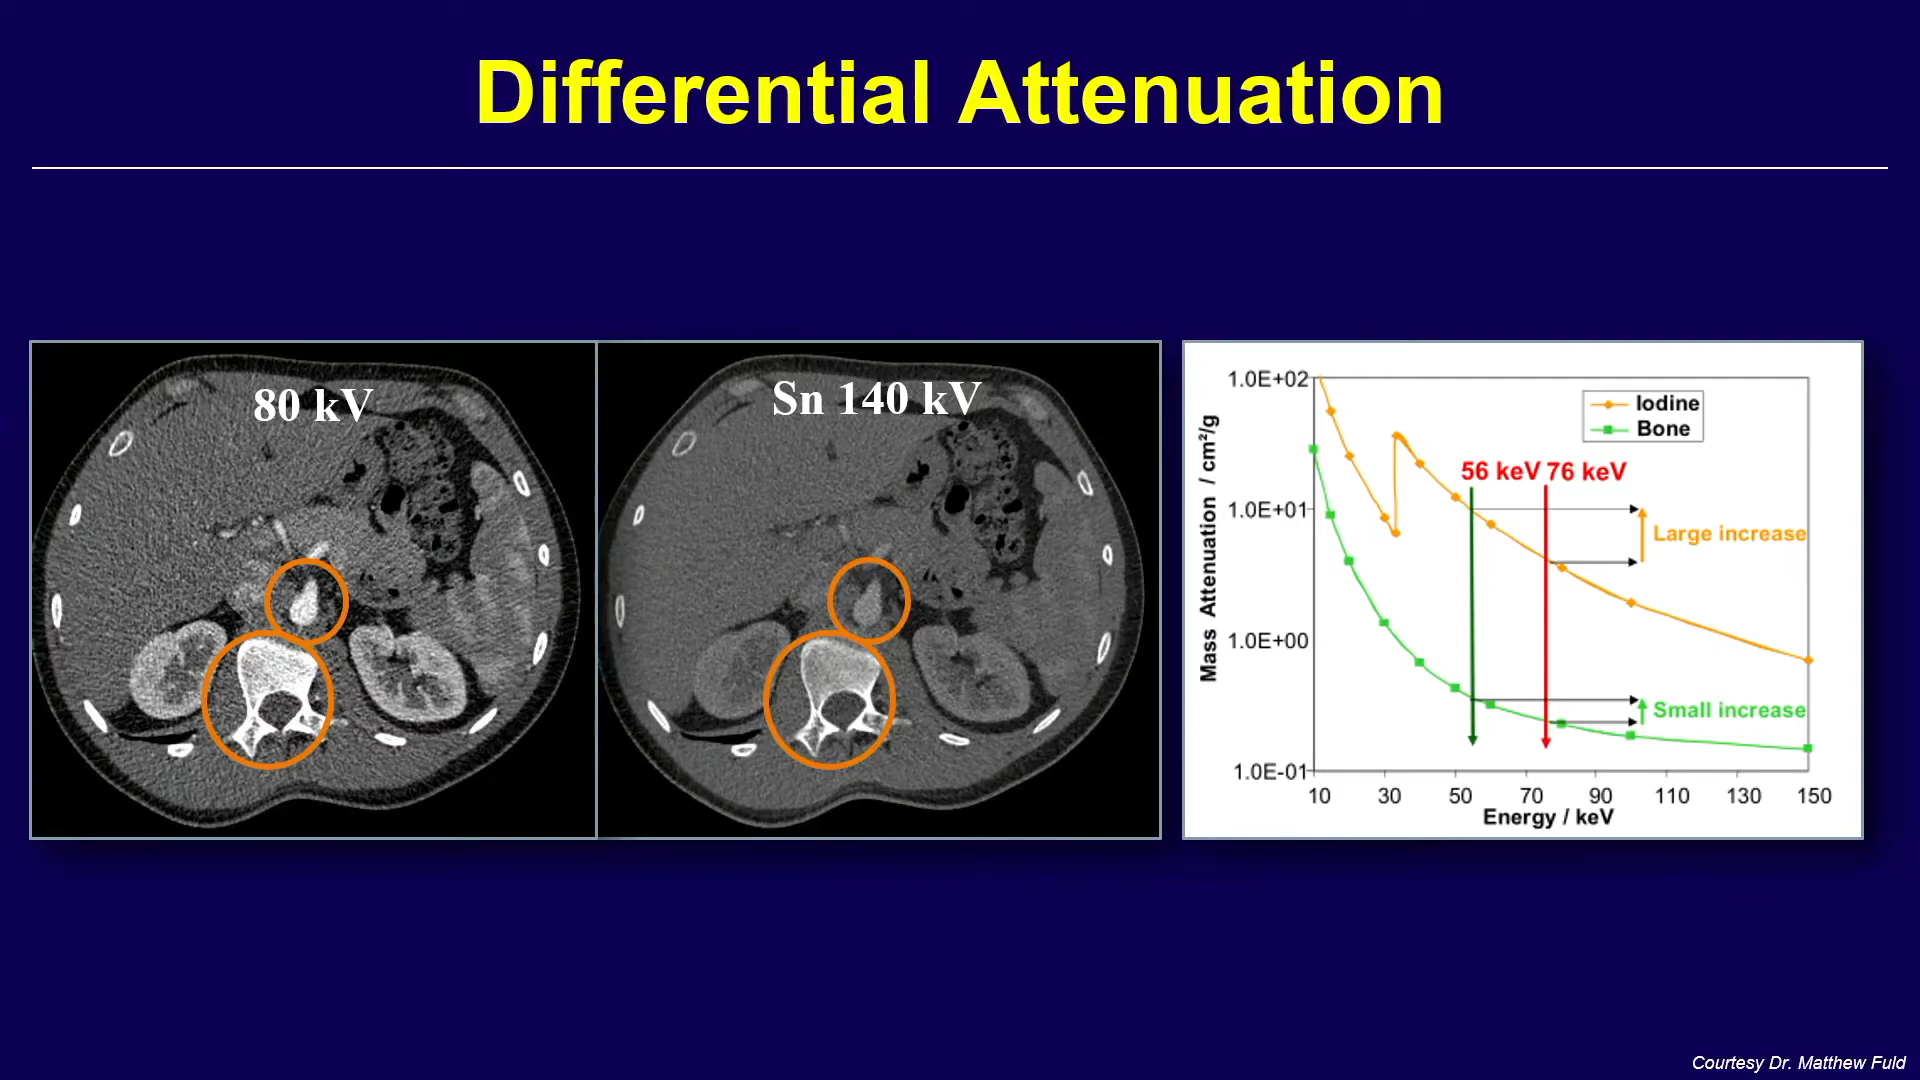 Differential Attenuation
80 kV
Sn 140 kV
Mass Attenuation / cm²/g
1.0E+02
1.0E+01
1.0E+00
1.0E-01
Iodine
Bone
56 keV 76 keV
Large increase
Small increase
10 30 50 70 90 110 130 150
Energy / keV
Courtesy Dr. Matthew Fuld